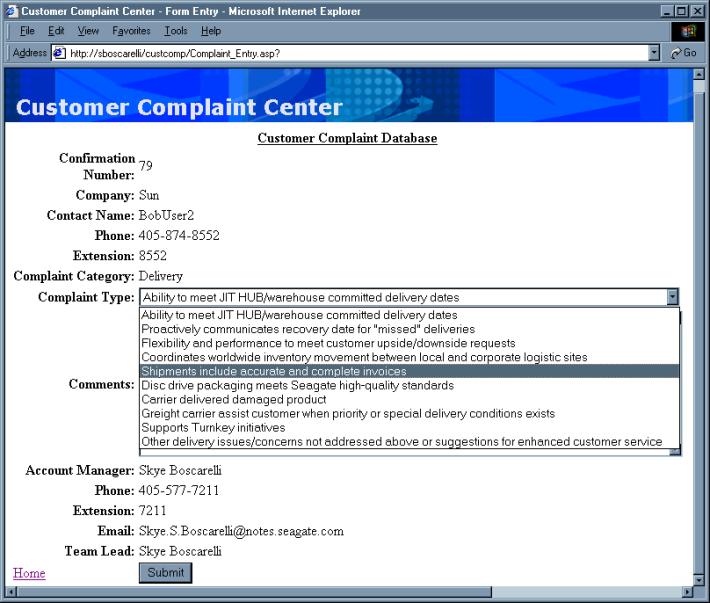 Customer Complaint Center - Form Entry - Microsoft Internet Explorer
File Edit View Favorites Tools Help
Address http://sboscarelli/custcomp/Complaint_Entry.asp? Go
Customer Complaint Center
Customer Complaint Database
Confirmation Number: 79
Company: Sun
Contact Name: BobUser2
Phone: 405-874-8552
Extension: 8552
Complaint Category: Delivery
Complaint Type: Ability to meet JIT HUB/warehouse committed delivery dates
Ability to meet JIT HUB/warehouse committed delivery dates
Proactively communicates recovery date for "missed" deliveries
Flexibility and performance to meet customer upside/downside requests
Coordinates worldwide inventory movement between local and corporate logistic sites
Shipments include accurate and complete invoices
Comments: Disc drive packaging meets Seagate high-quality standards
Carrier delivered damaged product
Greight carrier assist customer when priority or special delivery conditions exists
Supports Turnkey initiatives
Other delivery issues/concerns not addressed above or suggestions for enhanced customer service
Account Manager: Skye Boscarelli
Phone: 405-577-7211
Extension: 7211
Email: Skye.S.Boscarelli@notes.seagate.com
Team Lead: Skye Boscarelli
Home Submit